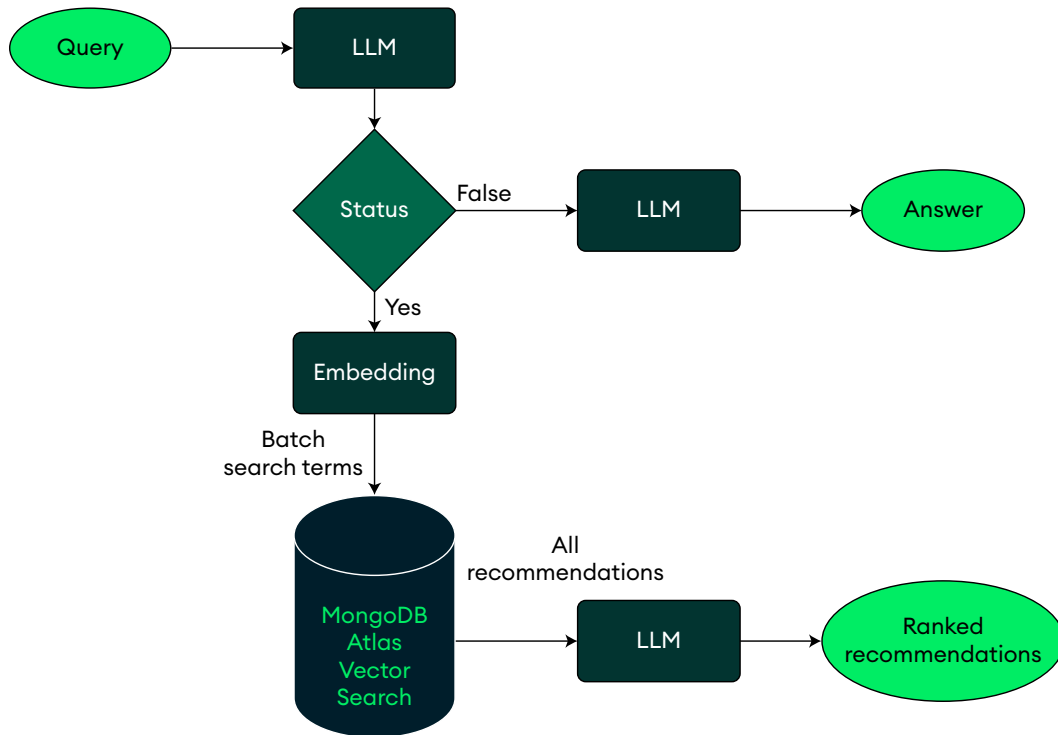 Query
LLM
Status
False
LLM
Answer
Yes
Embedding
Batch
search terms
All
recommendations
MongoDB
Atlas
Vector
Search
LLM
Ranked
recommendations